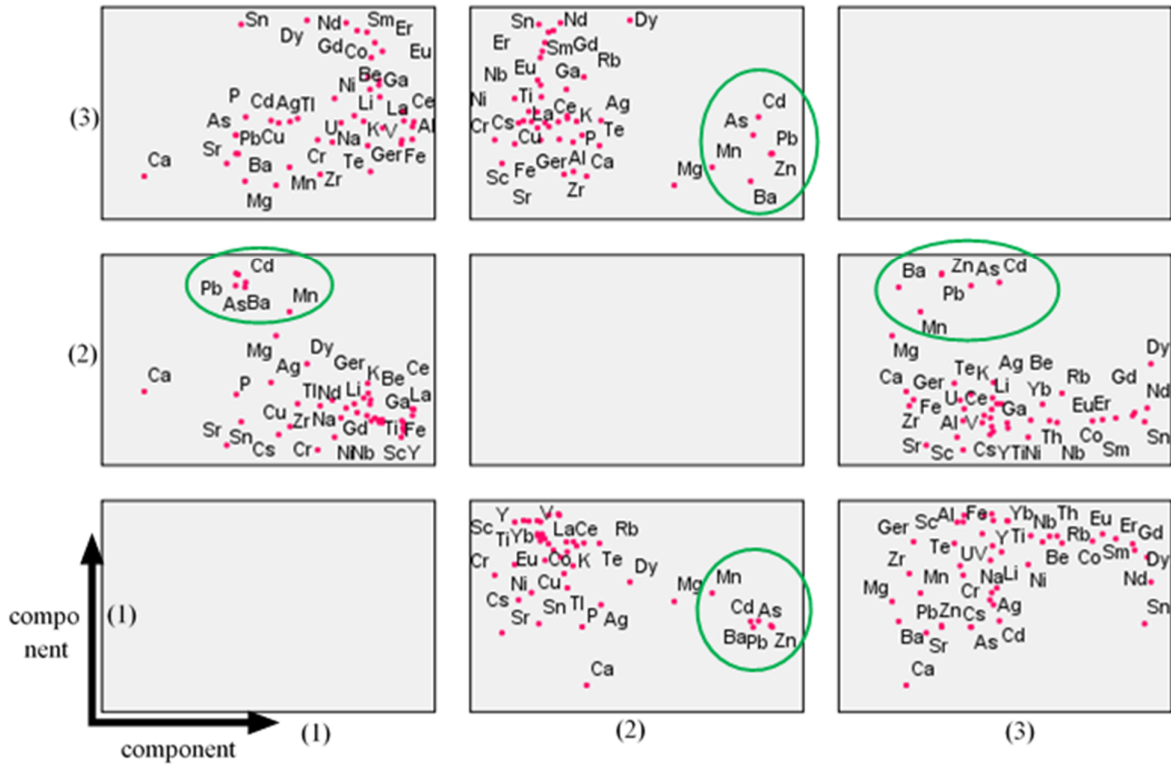 Sn Nd Sm Er
Dy Gd Co Eu
Be Ga
Ni
P Cd Ag Tl Li La Ce
As Pb Cu U Na K V Al
Sr Ba Cr Te Ger Fe
Ca Mn Zr
Mg
(3)
Sn Nd Dy
Er Sm Gd Rb
Nb Eu Ga
Ni Ti Ce Ag
Cr Cs La K Te
Cu P
Sc Fe Ger Al Ca
Sr Zr
Cd
As Pb
Mn Zn
Mg
Ba
(2)
Cd
Pb As Ba Mn
Mg
Ag Dy Ger Ce
Ca P Tl Nd Li K Be La
Cu Zr Na Ga
Sr Sn Gd Ti Fe
Cs Cr Ni Nb Sc Y
Ba Zn As Cd
Pb
Mn
Mg
Te K Ag Be Dy
Ca Ger Li Yb Rb Gd Nd
Fe U Ce Ga Eu Er
Zr Al V Th Co Sn
Sr Sc Cs Y Ti Ni Nb Sm
compo
nent
(1)
Y V
Sc Ti Yb La Ce Rb
Cr Eu Co K Te Dy
Ni Cu Mg Mn
Cs Sr Sn Tl P Ag Cd As
Ba Pb Zn
Ca
Al Fe Yb Nb Th Eu Er
Ger Sc Y Ti Rb Gd
Te U V Be Co Sm Dy
Zr Mn Na Li Ni Nd
Mg Cr
Pb Zn Cs Ag Sn
Ba Sr As Cd
Ca
component
(1)
(2)
(3)